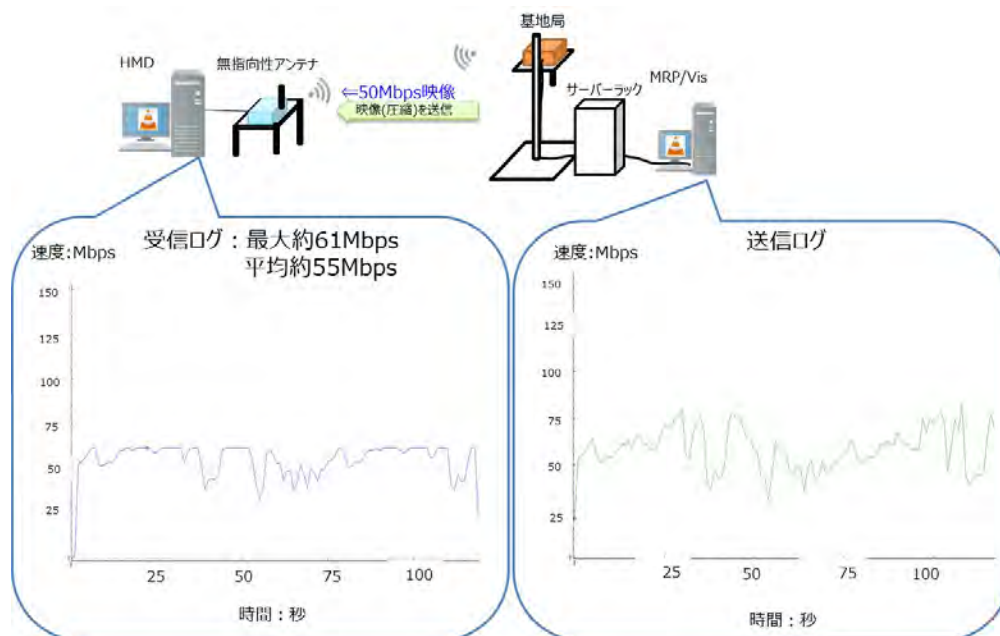 基地局
HMD
無指向性アンテナ
MRP/Vis
⇐50Mbps映像
サーバーラック
映像(圧縮)を送信
受信ログ：最大約61Mbps
平均約55Mbps
速度:Mbps
150
125
100
75
50
25
25
50
75
100
時間：秒
送信ログ
速度:Mbps
150
125
100
75
50
25
25
50
75
100
時間：秒